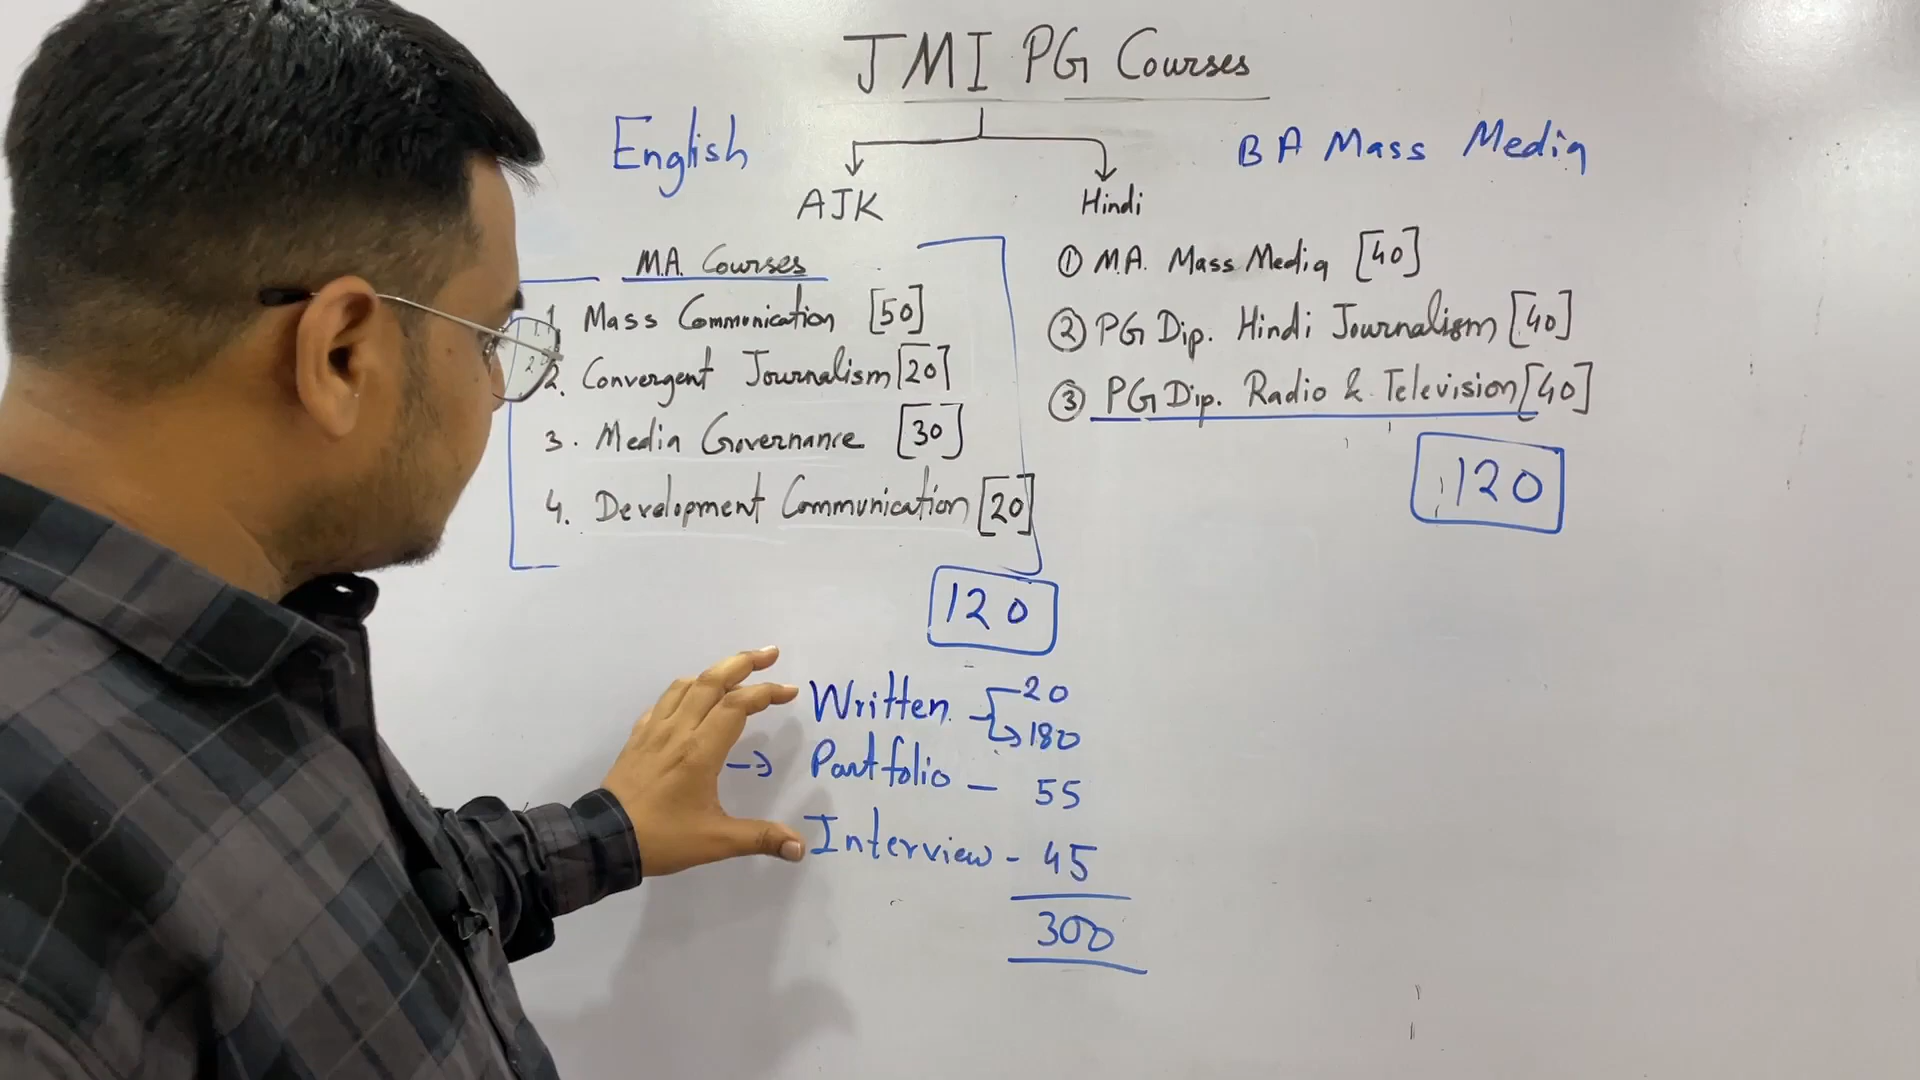 JMI PG Courses
English
BA Mass Media
AJK
Hindi
M.A. Courses
1. Mass Communication [50]
2. Convergent Journalism [20]
3. Media Governance [30]
4. Development Communication [20]
120
① M.A. Mass Media [40]
② PG Dip. Hindi Journalism [40]
③ PG Dip. Radio & Television [40]
120
Written - 20
→ 180
→ Portfolio - 55
Interview - 45
300